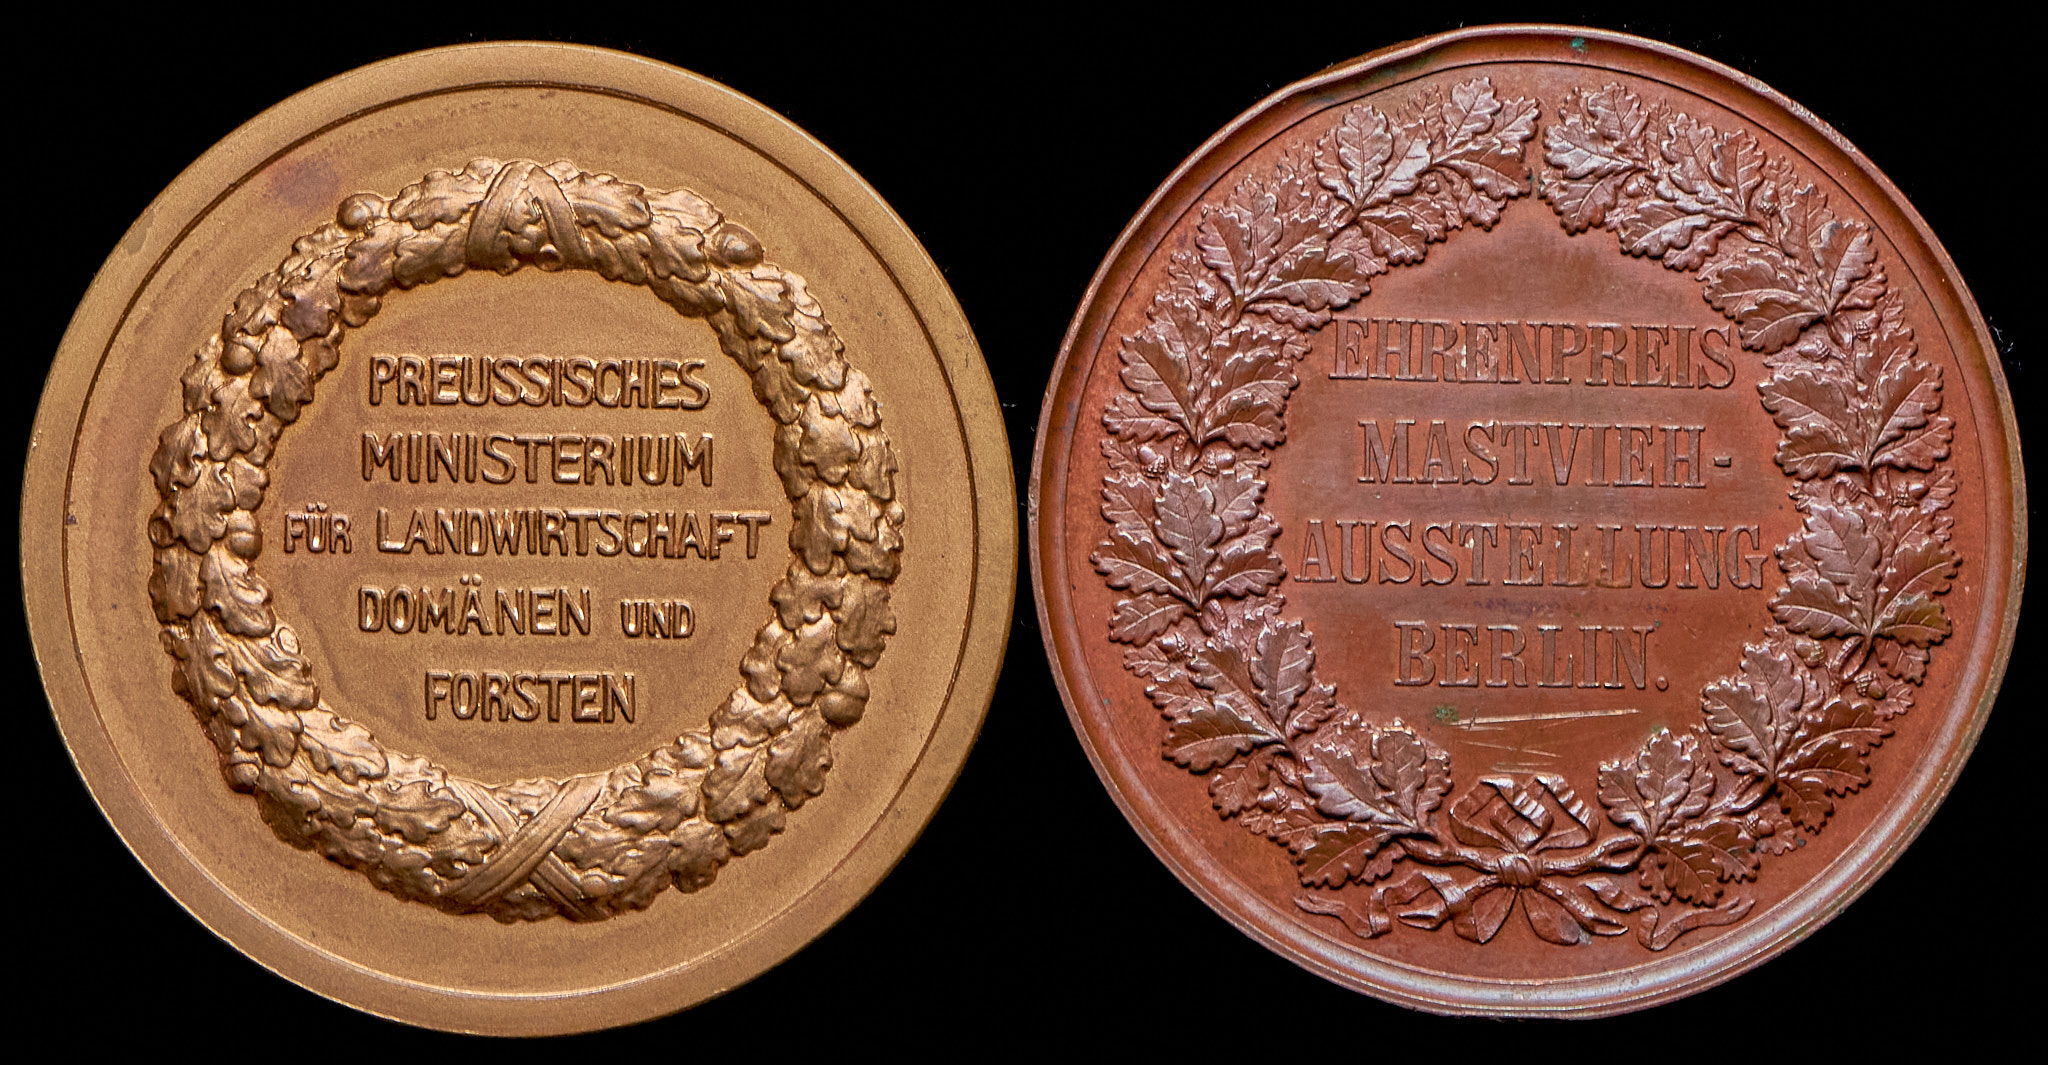 PREUSSISCHES
MINISTERIUM
FÜR LANDWIRTSCHAFT
DOMÄNEN UND
FORSTEN
EHRENPREIS
MASTVIEH-
AUSSTELLUNG
BERLIN.